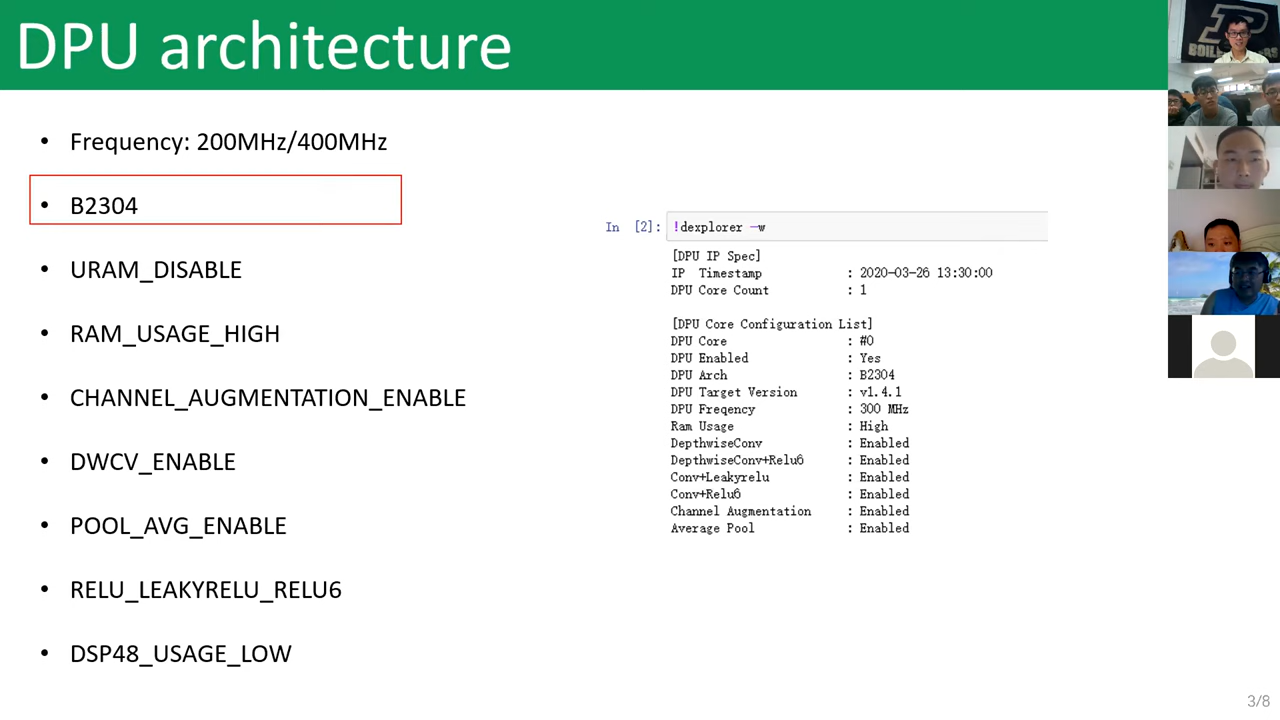 DPU architecture
• Frequency: 200MHz/400MHz
• B2304
• URAM_DISABLE
• RAM_USAGE_HIGH
• CHANNEL_AUGMENTATION_ENABLE
• DWCV_ENABLE
• POOL_AVG_ENABLE
• RELU_LEAKYRELU_RELU6
• DSP48_USAGE_LOW
In [2]: !dexplorer -w
[DPU IP Spec]
IP Timestamp : 2020-03-26 13:30:00
DPU Core Count : 1
[DPU Core Configuration List]
DPU Core : #0
DPU Enabled : Yes
DPU Arch : B2304
DPU Target Version : v1.4.1
DPU Freqency : 300 MHz
Ram Usage : High
DepthwiseConv : Enabled
DepthwiseConv+Relu6 : Enabled
Conv+Leakyrelu : Enabled
Conv+Relu6 : Enabled
Channel Augmentation : Enabled
Average Pool : Enabled
3/8